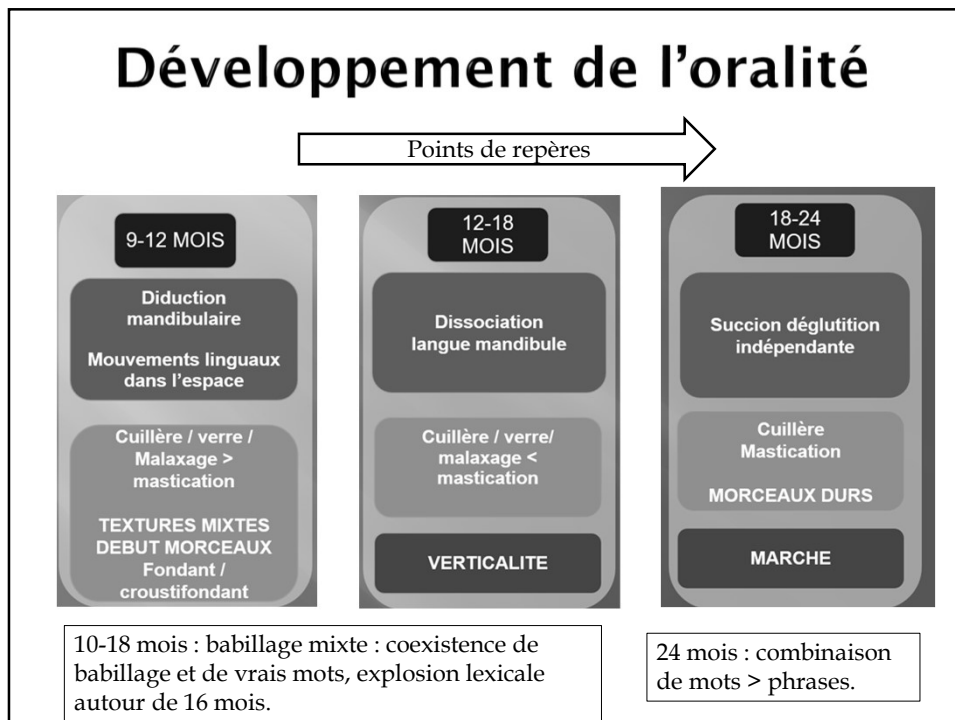 Développement de l'oralité
Points de repères
9-12 MOIS
Diduction
mandibulaire
Mouvements linguaux
dans l'espace
Cuillère / verre /
Malaxage >
mastication
TEXTURES MIXTES
DEBUT MORCEAUX
Fondant /
croustifondant
12-18
MOIS
Dissociation
langue mandibule
Cuillère / verre/
malaxage <
mastication
VERTICALITE
18-24
MOIS
Succion déglutition
indépendante
Cuillère
Mastication
MORCEAUX DURS
MARCHE
10-18 mois : babillage mixte : coexistence de
babillage et de vrais mots, explosion lexicale
autour de 16 mois.
24 mois : combinaison
de mots > phrases.